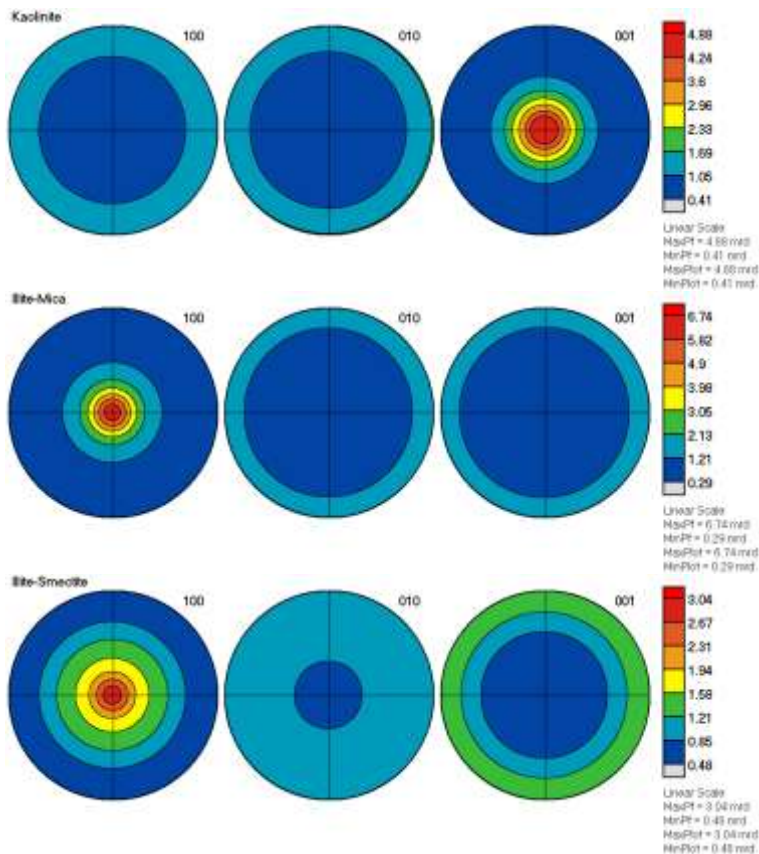 Kaolinite
100
010
001
4.88
4.24
3.6
2.96
2.33
1.69
1.05
0.41
Linear Scale
MaxPf = 4.88 mrd
MinPf = 0.41 mrd
MaxPlot = 4.88 mrd
MinPlot = 0.41 mrd
Illite-Mica
100
010
001
6.74
5.82
4.9
3.98
3.05
2.13
1.21
0.29
Linear Scale
MaxPf = 6.74 mrd
MinPf = 0.29 mrd
MaxPlot = 6.74 mrd
MinPlot = 0.29 mrd
Illite-Smectite
100
010
001
3.04
2.67
2.31
1.94
1.58
1.21
0.85
0.48
Linear Scale
MaxPf = 3.04 mrd
MinPf = 0.48 mrd
MaxPlot = 3.04 mrd
MinPlot = 0.48 mrd